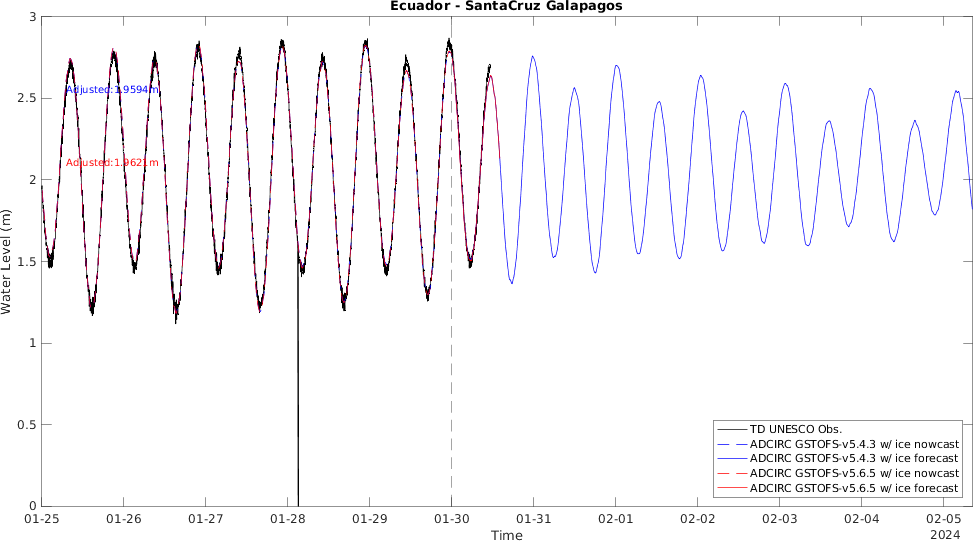 Ecuador - SantaCruz Galapagos
3
2.5
2
1.5
1
0.5
0
Water Level (m)
Adjusted:1.9594m
Adjusted:1.9621m
TD UNESCO Obs.
ADCIRC GSTOFS-v5.4.3 w/ ice nowcast
ADCIRC GSTOFS-v5.4.3 w/ ice forecast
ADCIRC GSTOFS-v5.6.5 w/ ice nowcast
ADCIRC GSTOFS-v5.6.5 w/ ice forecast
01-25 01-26 01-27 01-28 01-29 01-30 01-31 02-01 02-02 02-03 02-04 02-05
Time
2024